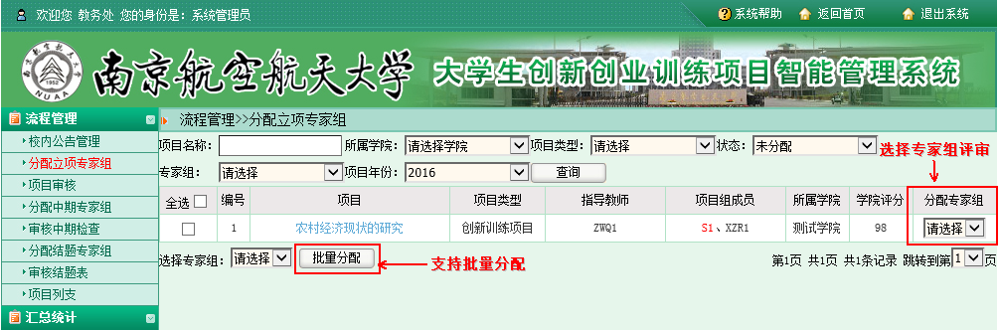 欢迎您 教务处 您的身份是：系统管理员 系统帮助 返回首页 退出系统
南京航空航天大学 大学生创新创业训练项目智能管理系统
1952
NUAA
流程管理
校内公告管理
分配立项专家组
项目审核
分配中期专家组
审核中期检查
分配结题专家组
审核结题表
项目列支
汇总统计
流程管理>>分配立项专家组
项目名称： 所属学院： 请选择学院 项目类型： 请选择 状态： 未分配
选择专家组评审
专家组： 请选择 项目年份： 2016 查询
全选 编号 项目 项目类型 指导教师 项目组成员 所属学院 学院评分 分配专家组
1 农村经济现状的研究 创新训练项目 ZWQ1 S1、XZR1 测试学院 98 请选择
选择专家组： 请选择 批量分配 支持批量分配 第1页 共1页 共1条记录 跳转到第 1 页